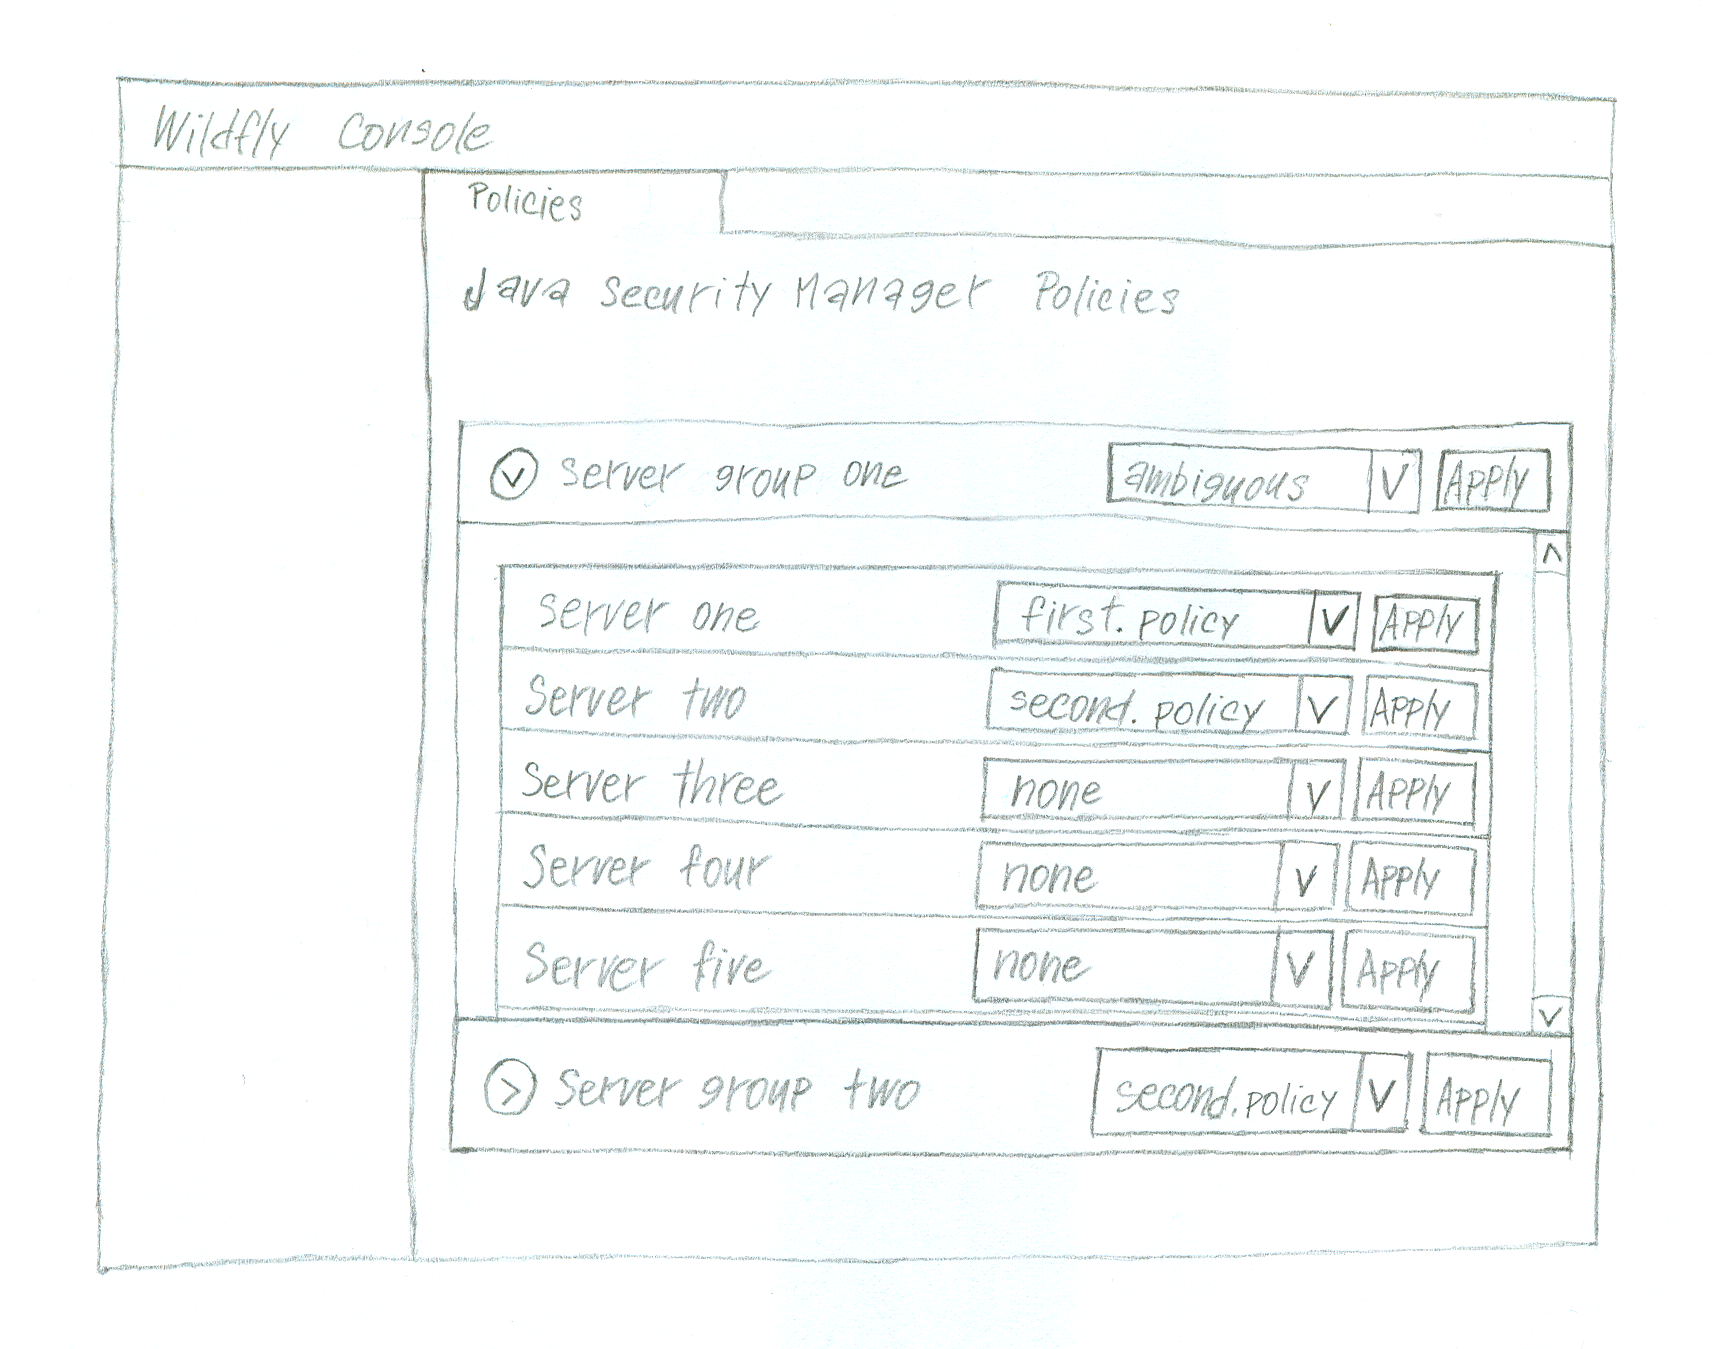 Wildfly Console
Policies
Java Security Manager Policies
server group one ambiguous V Apply
server one first.policy V Apply
Server two second.policy V Apply
Server three none V Apply
Server four none V Apply
Server five none V Apply
Server group two second.policy V Apply